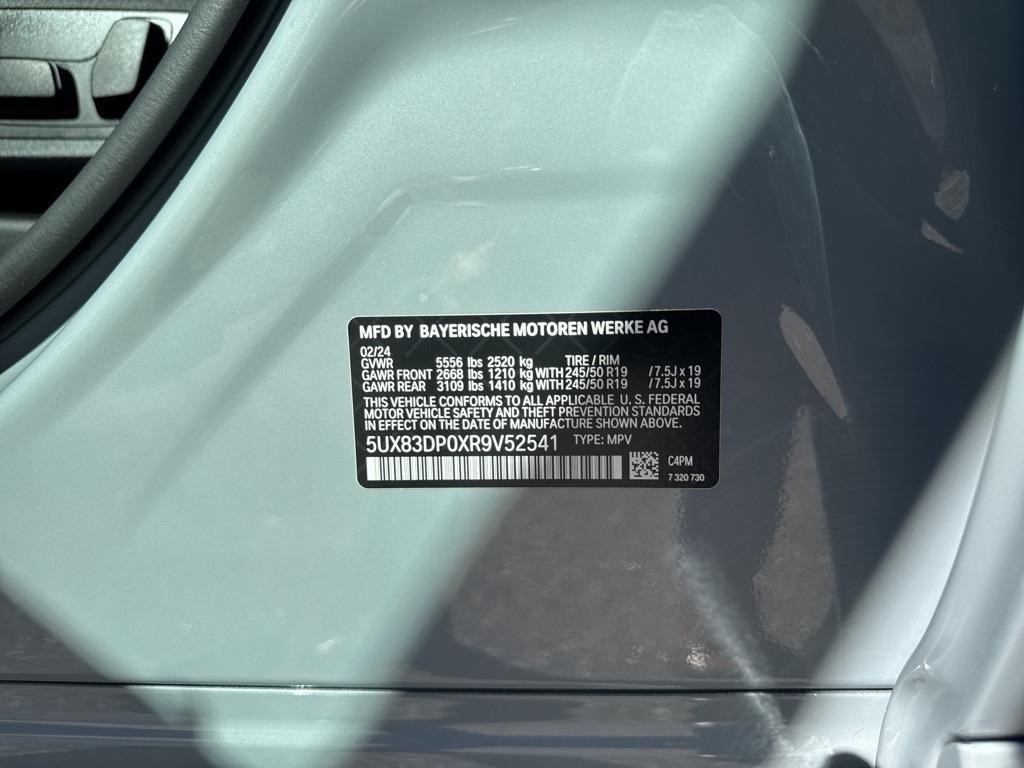 MFD BY BAYERISCHE MOTOREN WERKE AG
02/24
GVWR 5556 lbs 2520 kg TIRE / RIM
GAWR FRONT 2668 lbs 1210 kg WITH 245/50 R19 /7.5J x 19
GAWR REAR 3109 lbs 1410 kg WITH 245/50 R19 /7.5J x 19
THIS VEHICLE CONFORMS TO ALL APPLICABLE U. S. FEDERAL
MOTOR VEHICLE SAFETY AND THEFT PREVENTION STANDARDS
IN EFFECT ON THE DATE OF MANUFACTURE SHOWN ABOVE.
5UX83DP0XR9V52541 TYPE: MPV
C4PM
7 320 730